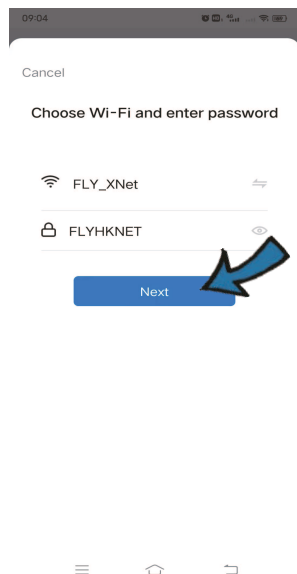 09:04
Cancel
Choose Wi-Fi and enter password
FLY_XNet
FLYHKNET
Next